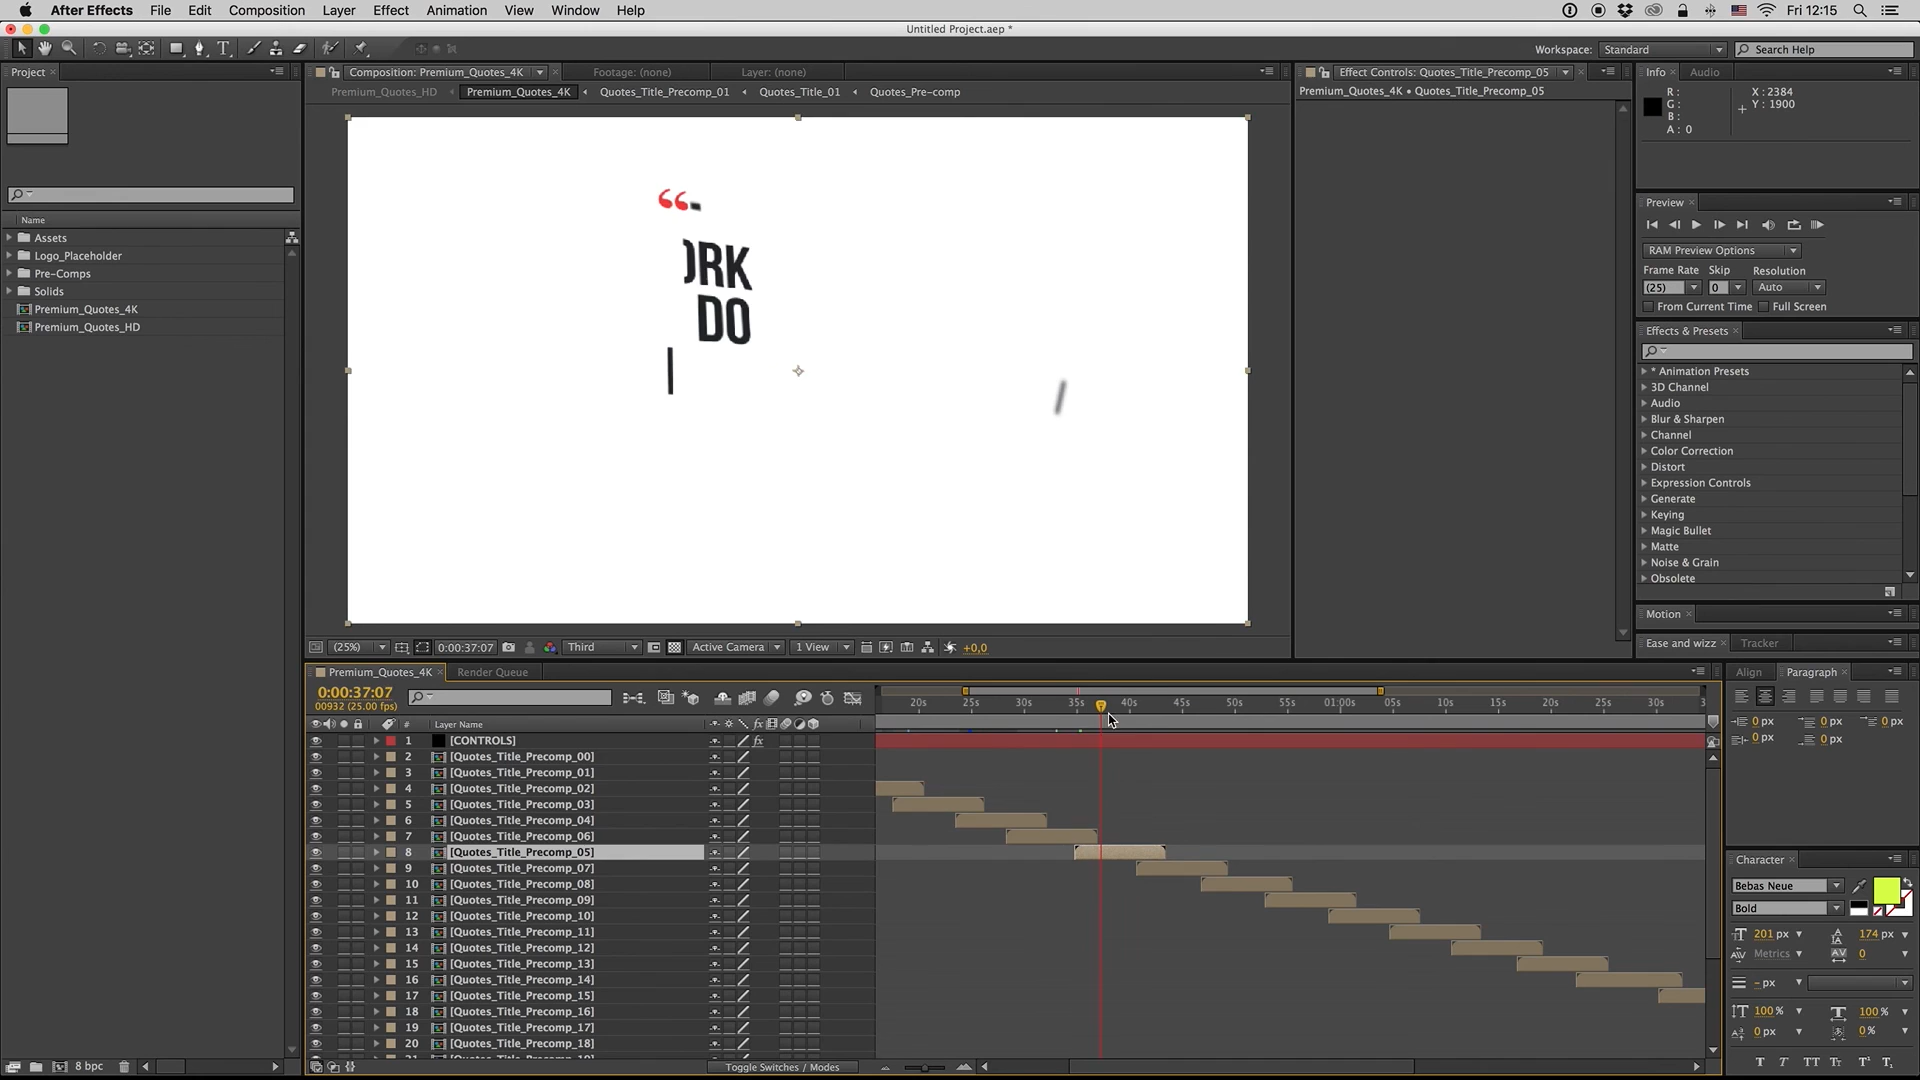 After Effects File Edit Composition Layer Effect Animation View Window Help Fri 12:15
Untitled Project.aep *
Workspace: Standard Search Help
Project
Composition: Premium_Quotes_4K Footage: (none) Layer: (none)
Effect Controls: Quotes_Title_Precomp_05
Info Audio
Premium_Quotes_HD Premium_Quotes_4K Quotes_Title_Precomp_01 Quotes_Title_01 Quotes_Pre-comp
Premium_Quotes_4K • Quotes_Title_Precomp_05
R :
G :
B :
A : 0
X : 2384
Y : 1900
Name
Assets
Logo_Placeholder
Pre-Comps
Solids
Premium_Quotes_4K
Premium_Quotes_HD
“
ORK
DO
Preview
RAM Preview Options
Frame Rate Skip Resolution
(25) 0 Auto
From Current Time Full Screen
Effects & Presets
* Animation Presets
3D Channel
Audio
Blur & Sharpen
Channel
Color Correction
Distort
Expression Controls
Generate
Keying
Magic Bullet
Matte
Noise & Grain
Obsolete
Motion
Ease and wizz Tracker
(25%) 0:00:37:07 Third Active Camera 1 View +0,0
Premium_Quotes_4K Render Queue
0:00:37:07
00932 (25.00 fps)
20s 25s 30s 35s 40s 45s 50s 55s 01:00s 05s 10s 15s 20s 25s 30s 3
# Layer Name
1 [CONTROLS]
2 [Quotes_Title_Precomp_00]
3 [Quotes_Title_Precomp_01]
4 [Quotes_Title_Precomp_02]
5 [Quotes_Title_Precomp_03]
6 [Quotes_Title_Precomp_04]
7 [Quotes_Title_Precomp_06]
8 [Quotes_Title_Precomp_05]
9 [Quotes_Title_Precomp_07]
10 [Quotes_Title_Precomp_08]
11 [Quotes_Title_Precomp_09]
12 [Quotes_Title_Precomp_10]
13 [Quotes_Title_Precomp_11]
14 [Quotes_Title_Precomp_12]
15 [Quotes_Title_Precomp_13]
16 [Quotes_Title_Precomp_14]
17 [Quotes_Title_Precomp_15]
18 [Quotes_Title_Precomp_16]
19 [Quotes_Title_Precomp_17]
20 [Quotes_Title_Precomp_18]
8 bpc
Toggle Switches / Modes
Align Paragraph
0 px 0 px 0 px
0 px 0 px
Character
Bebas Neue
Bold
201 px 174 px
Metrics 0
- px
100 % 100 %
0 px 0 %
T T TT Tr T¹ T₁